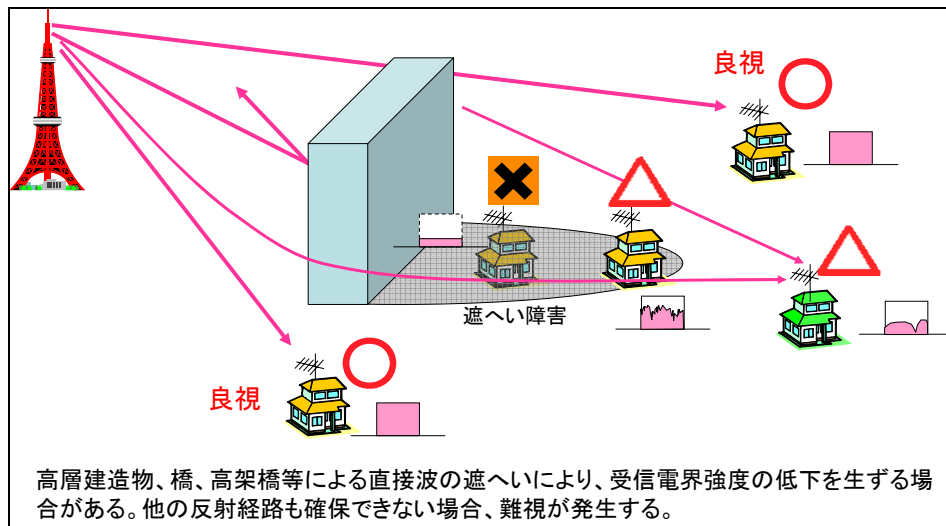 良視
遮へい障害
良視
高層建造物、橋、高架橋等による直接波の遮へいにより、受信電界強度の低下を生ずる場
合がある。他の反射経路も確保できない場合、難視が発生する。